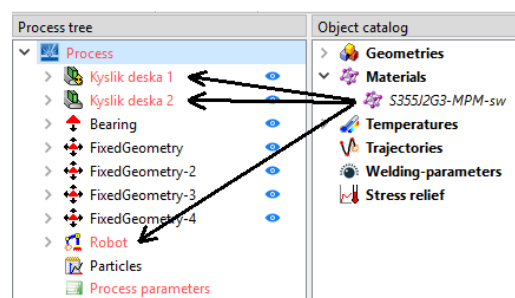 Process tree
Process
Kyslik deska 1
Kyslik deska 2
Bearing
FixedGeometry
FixedGeometry-2
FixedGeometry-3
FixedGeometry-4
Robot
Particles
Process parameters
Object catalog
Geometries
Materials
S355J2G3-MPM-sw
Temperatures
Trajectories
Welding-parameters
Stress relief